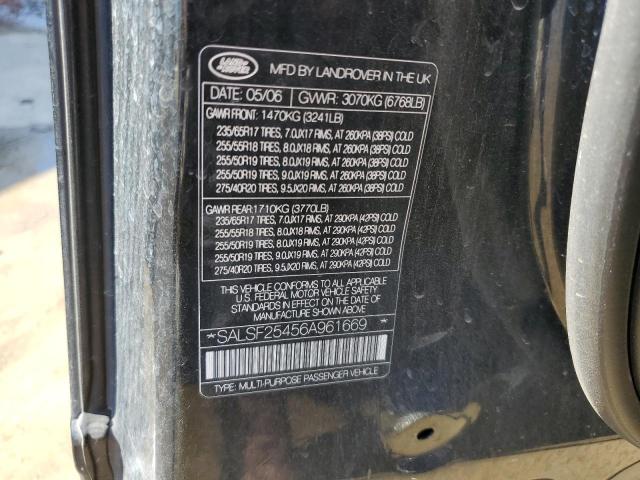 LAND ROVER
MFD BY LANDROVER IN THE UK
DATE: 05/06 GVWR: 3070KG (6768LB)
GAWR FRONT: 1470KG (3241LB)
235/65R17 TIRES, 7.0JX17 RIMS, AT 260KPA (38PSI) COLD
255/55R18 TIRES, 8.0JX18 RIMS, AT 260KPA (38PSI) COLD
255/50R19 TIRES, 8.0JX19 RIMS, AT 260KPA (38PSI) COLD
255/50R19 TIRES, 9.0JX19 RIMS, AT 260KPA (38PSI) COLD
275/40R20 TIRES, 9.5JX20 RIMS, AT 260KPA (38PSI) COLD
GAWR REAR: 1710KG (3770LB)
235/65R17 TIRES, 7.0JX17 RIMS, AT 290KPA (42PSI) COLD
255/55R18 TIRES, 8.0JX18 RIMS, AT 290KPA (42PSI) COLD
255/50R19 TIRES, 8.0JX19 RIMS, AT 290KPA (42PSI) COLD
255/50R19 TIRES, 9.0JX19 RIMS, AT 290KPA (42PSI) COLD
275/40R20 TIRES, 9.5JX20 RIMS, AT 290KPA (42PSI) COLD
THIS VEHICLE CONFORMS TO ALL APPLICABLE
U.S. FEDERAL MOTOR VEHICLE SAFETY
STANDARDS IN EFFECT ON THE DATE OF
MANUFACTURE SHOWN ABOVE
*SALSF25456A961669*
TYPE: MULTI-PURPOSE PASSENGER VEHICLE